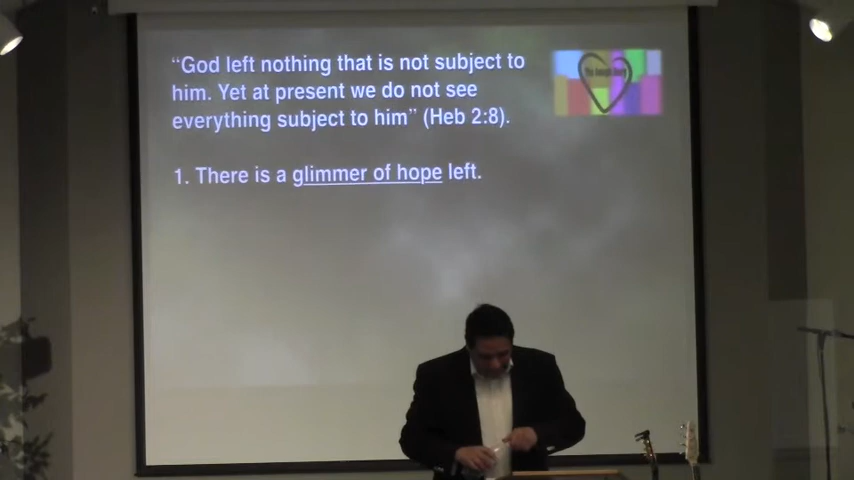 “God left nothing that is not subject to
him. Yet at present we do not see
everything subject to him” (Heb 2:8).
1. There is a glimmer of hope left.